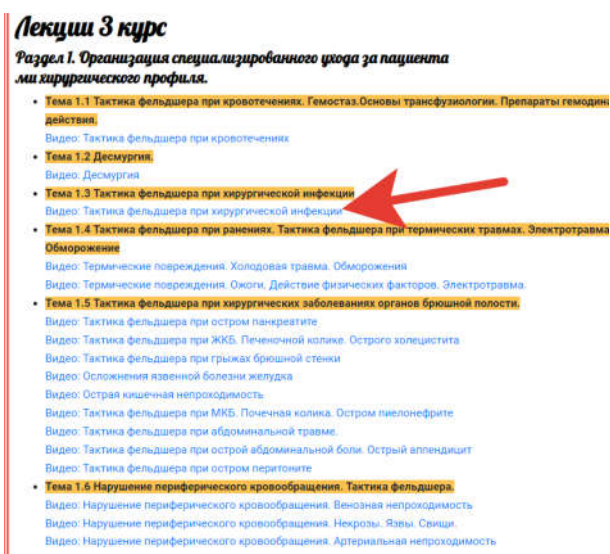 Лекции 3 курс
Раздел 1. Организация специализированного ухода за пациента
ми хирургического профиля.
Тема 1.1 Тактика фельдшера при кровотечениях. Гемостаз.Основы трансфузиологии. Препараты гемодина
действия.
Видео: Тактика фельдшера при кровотечениях
Тема 1.2 Десмургия.
Видео: Десмургия
Тема 1.3 Тактика фельдшера при хирургической инфекции
Видео: Тактика фельдшера при хирургической инфекции
Тема 1.4 Тактика фельдшера при ранениях. Тактика фельдшера при термических травмах. Электротравма
Обморожение
Видео: Термические повреждения. Холодовая травма. Обморожения
Видео: Термические повреждения. Ожоги. Действие физических факторов. Электротравма.
Тема 1.5 Тактика фельдшера при хирургических заболеваниях органов брюшной полости.
Видео: Тактика фельдшера при остром панкреатите
Видео: Тактика фельдшера при ЖКБ. Печеночной колике. Острого холецистита
Видео: Тактика фельдшера при грыжах брюшной стенки
Видео: Осложнения язвенной болезни желудка
Видео: Острая кишечная непроходимость
Видео: Тактика фельдшера при МКБ. Почечная колика. Остром пиелонефрите
Видео: Тактика фельдшера при абдоминальной травме.
Видео: Тактика фельдшера при острой абдоминальной боли. Острый аппендицит
Видео: Тактика фельдшера при остром перитоните
Тема 1.6 Нарушение периферического кровообращения. Тактика фельдшера.
Видео: Нарушение периферического кровообращения. Венозная непроходимость
Видео: Нарушение периферического кровообращения. Некрозы. Язвы. Свищи.
Видео: Нарушение периферического кровообращения. Артериальная непроходимость